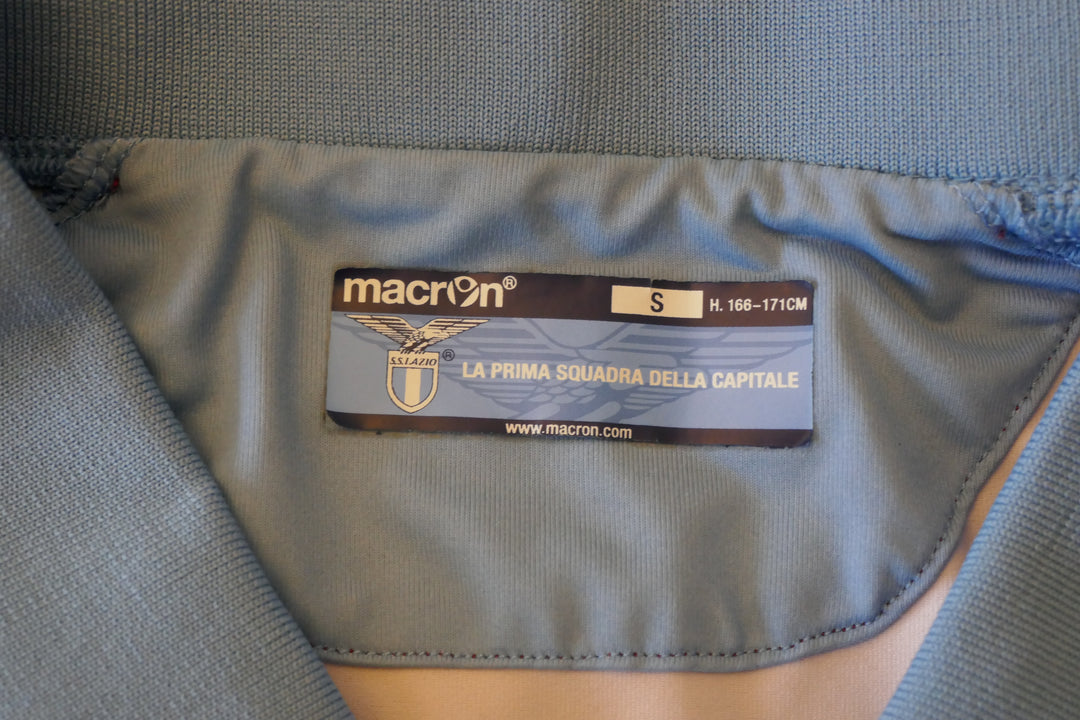 macron® S H. 166-171CM
S.S.LAZIO ®
LA PRIMA SQUADRA DELLA CAPITALE
www.macron.com